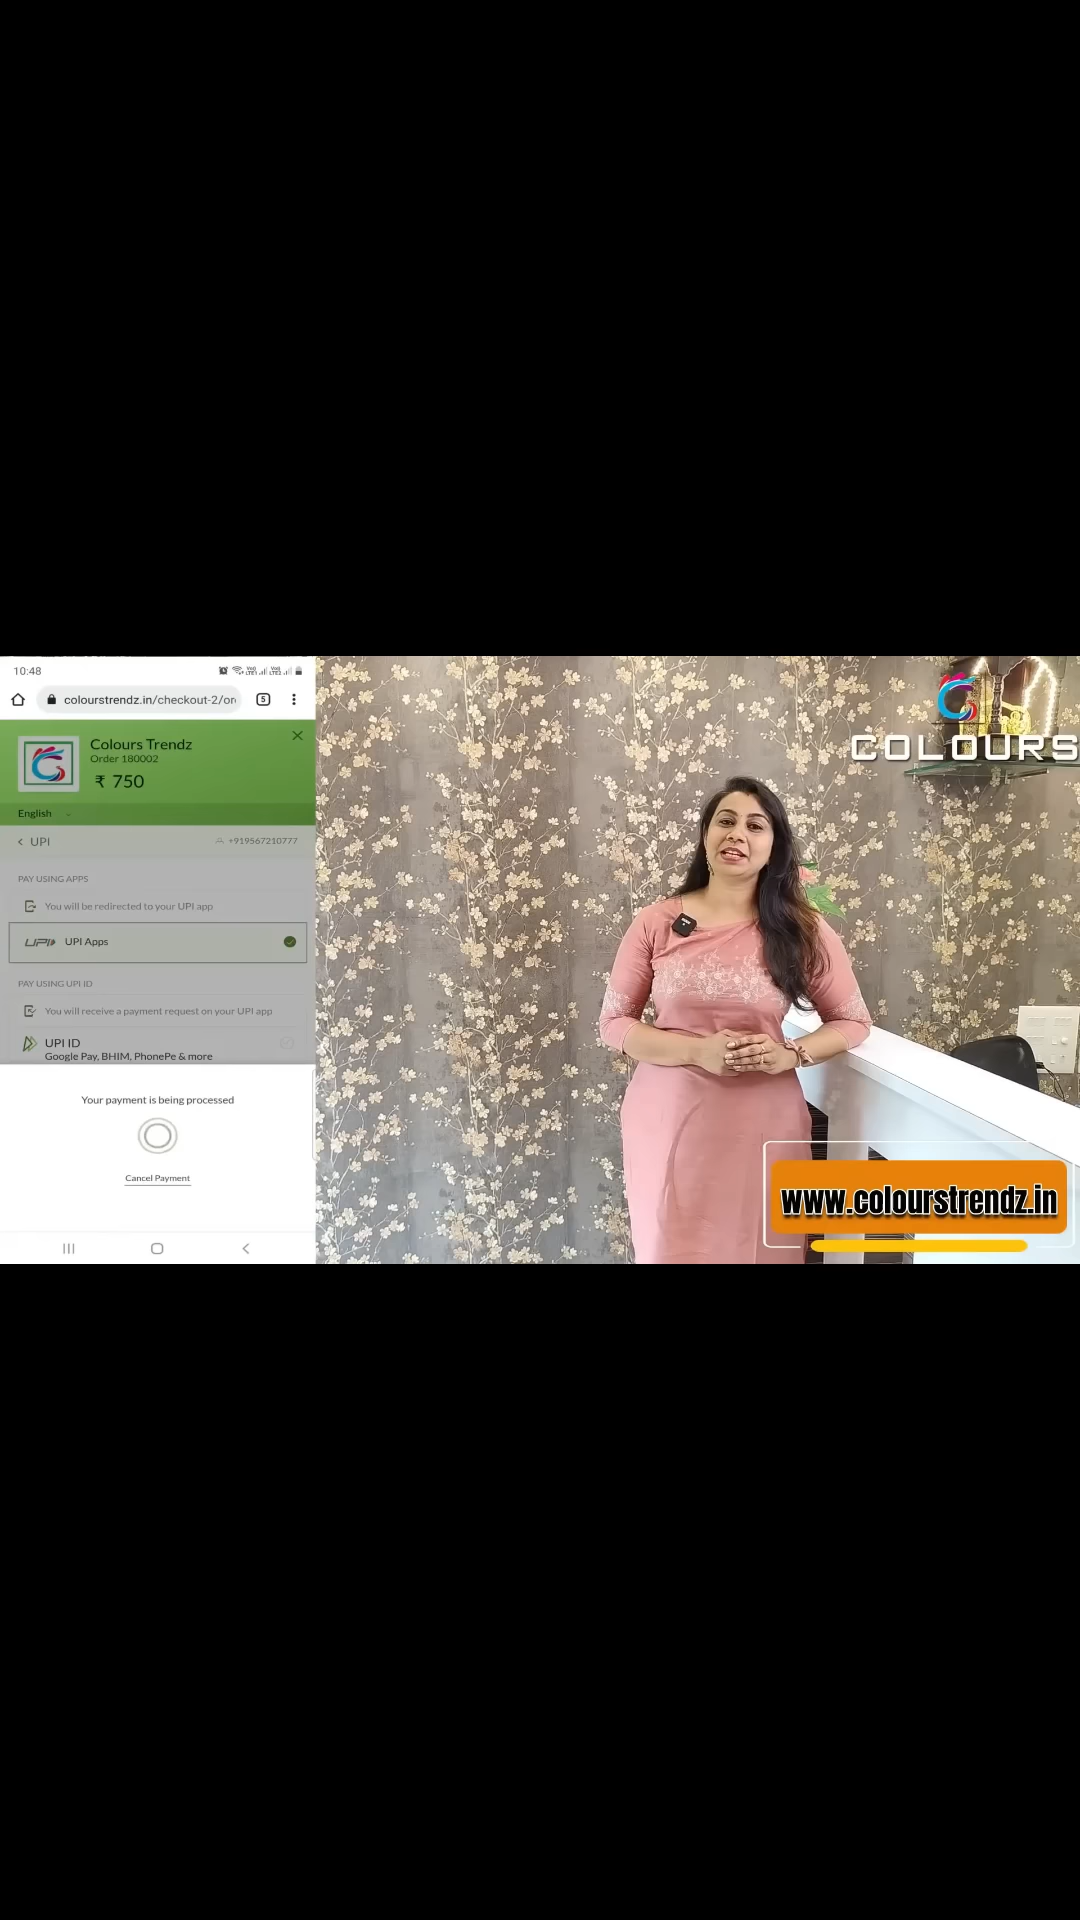 10:48
colourstrendz.in/checkout-2/or
5
Colours Trendz
Order 180002
₹ 750
English
UPI
+919567210777
PAY USING APPS
You will be redirected to your UPI app
UPI
UPI Apps
PAY USING UPI ID
You will receive a payment request on your UPI app
UPI ID
Google Pay, BHIM, PhonePe & more
Your payment is being processed
Cancel Payment
COLOURS
www.colourstrendz.in